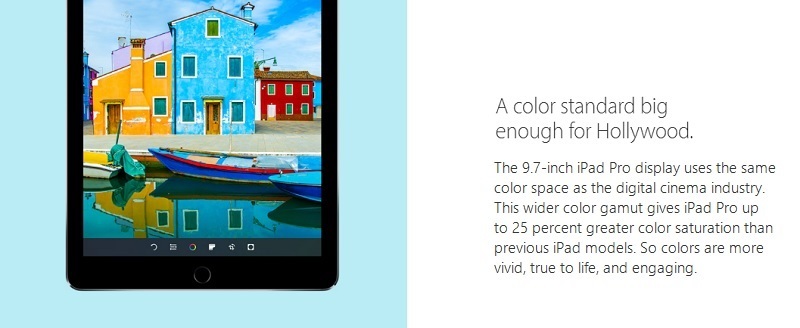 A color standard big
enough for Hollywood.
The 9.7-inch iPad Pro display uses the same
color space as the digital cinema industry.
This wider color gamut gives iPad Pro up
to 25 percent greater color saturation than
previous iPad models. So colors are more
vivid, true to life, and engaging.